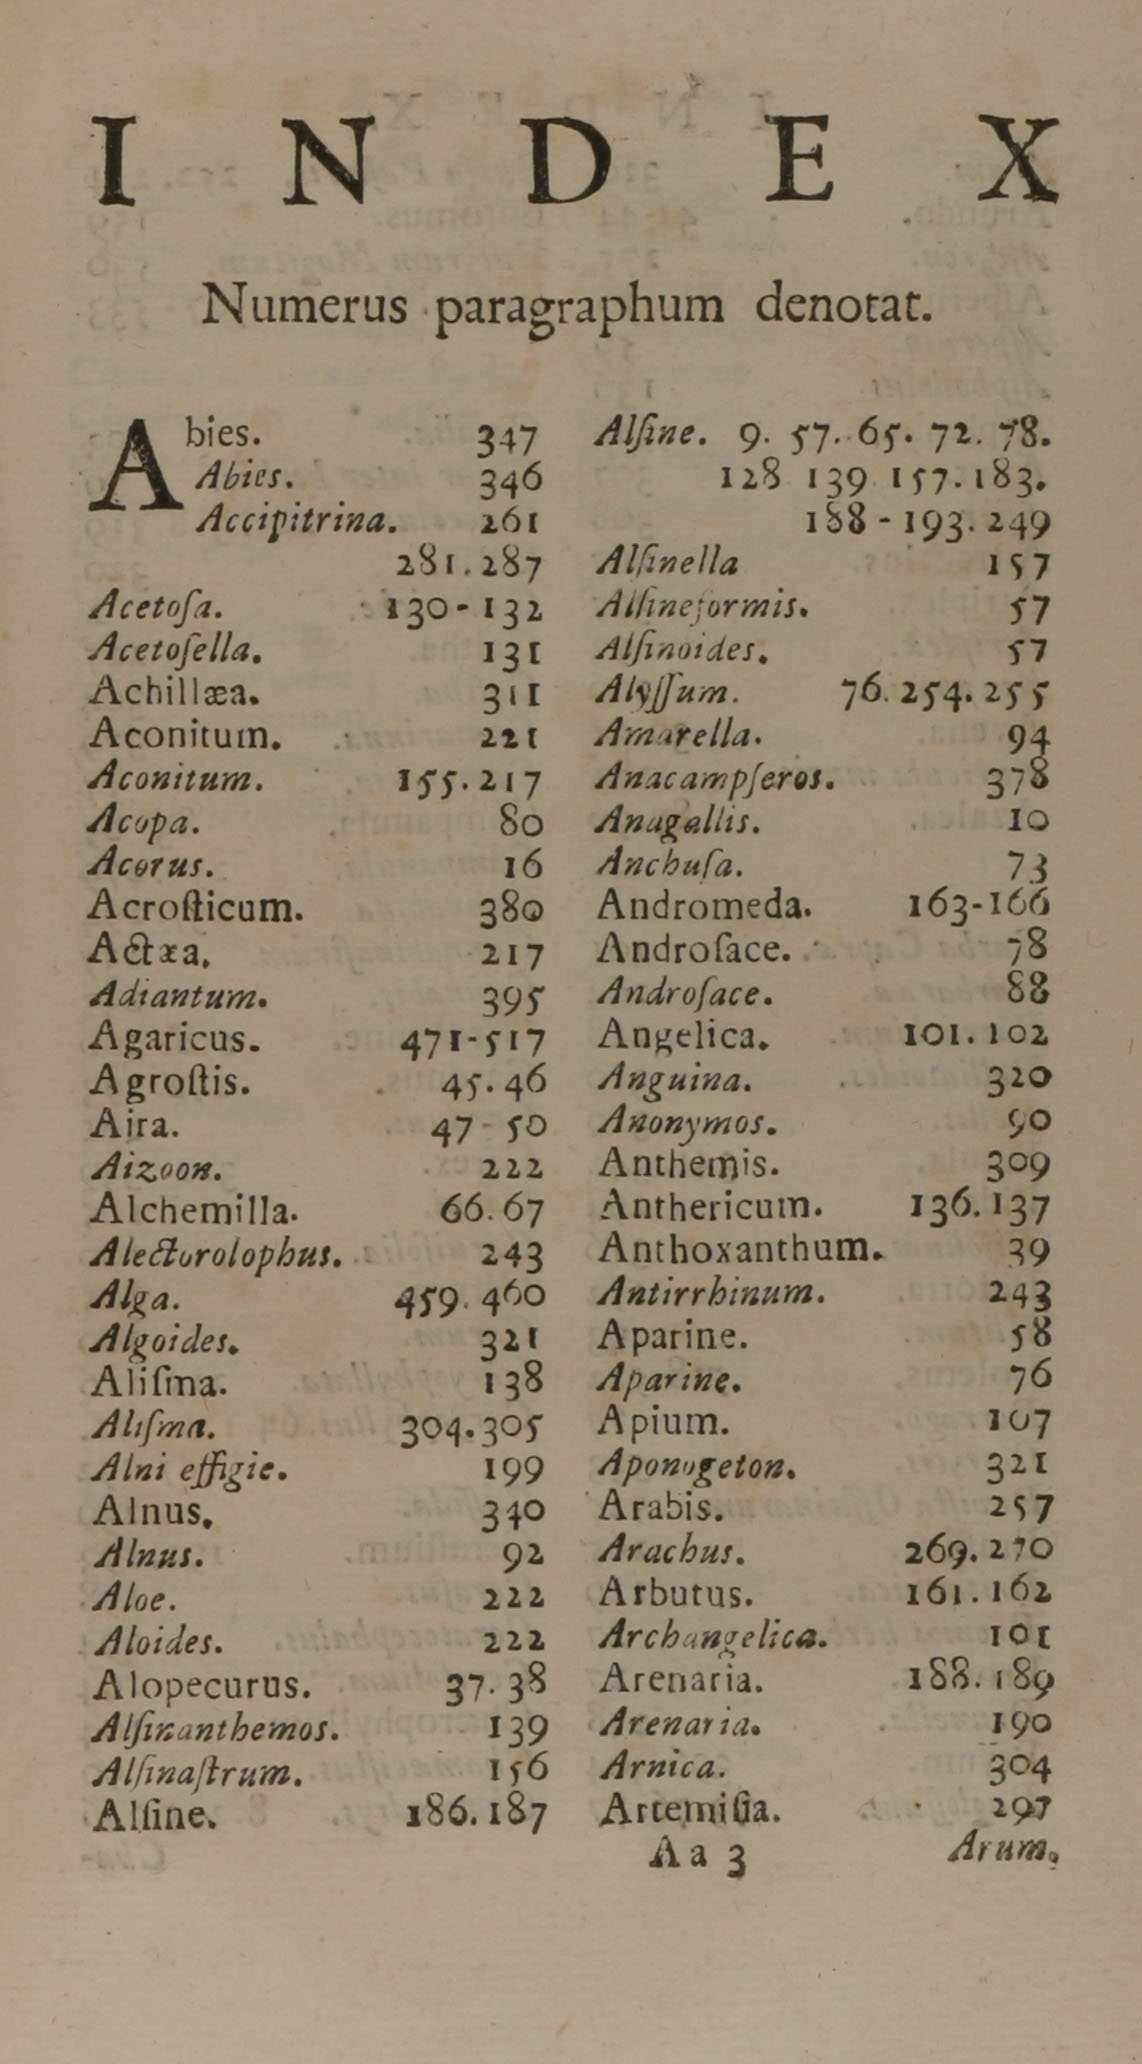 INDEX
Numerus paragraphum denotat.
Abies. 347
Abies. 346
Accipitrina. 261
281.287
Acetoſa. 130-132
Acetoſella. 131
Achillæa. 311
Aconitum. 221
Aconitum. 155.217
Acopa. 80
Acorus. 16
Acroſticum. 380
Actæa. 217
Adiantum. 395
Agaricus. 471-517
Agroſtis. 45.46
Aira. 47-50
Aizoon. 222
Alchemilla. 66.67
Alectorolophus. 243
Alga. 459.460
Algoides. 321
Aliſma. 138
Aliſma. 304.305
Alni effigie. 199
Alnus. 340
Alnus. 92
Aloe. 222
Aloides. 222
Alopecurus. 37.38
Alſinanthemos. 139
Alſinaſtrum. 156
Alſine. 186.187
Alſine. 9. 57. 65. 72. 78.
128 139 157.183.
188-193.249
Alſinella 157
Alſineformis. 57
Alſinoides. 57
Alyſſum. 76.254.255
Amarella. 94
Anacampſeros. 378
Anagallis. 10
Anchuſa. 73
Andromeda. 163-166
Androſace. 78
Androſace. 88
Angelica. 101.102
Anguina. 320
Anonymos. 90
Anthemis. 309
Anthericum. 136.137
Anthoxanthum. 39
Antirrhinum. 243
Aparine. 58
Aparine. 76
Apium. 107
Aponogeton. 321
Arabis. 257
Arachus. 269.270
Arbutus. 161.162
Archangelica. 101
Arenaria. 188.189
Arenaria. 190
Arnica. 304
Artemiſia. 297
Aa 3 Arum.